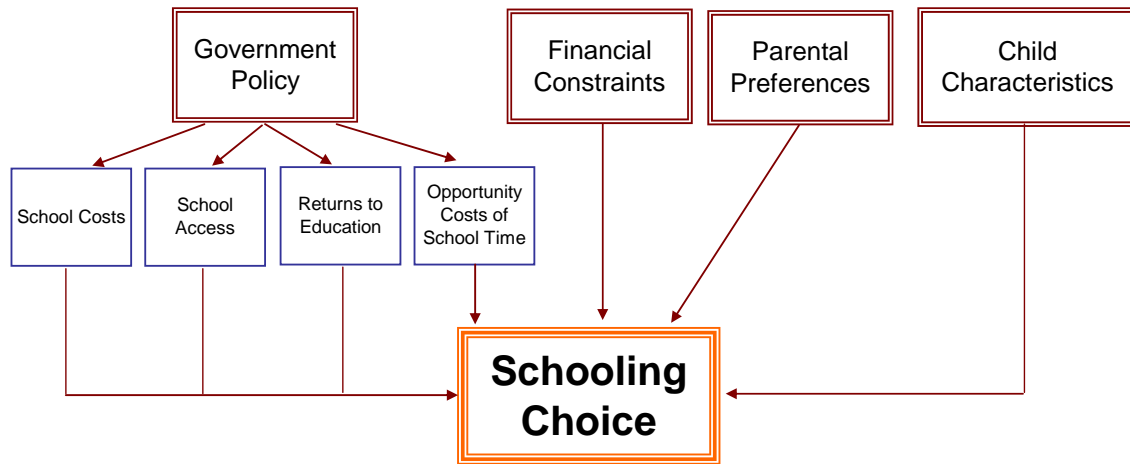 Government
Policy
Financial
Constraints
Parental
Preferences
Child
Characteristics
School Costs
School
Access
Returns to
Education
Opportunity
Costs of
School Time
Schooling
Choice